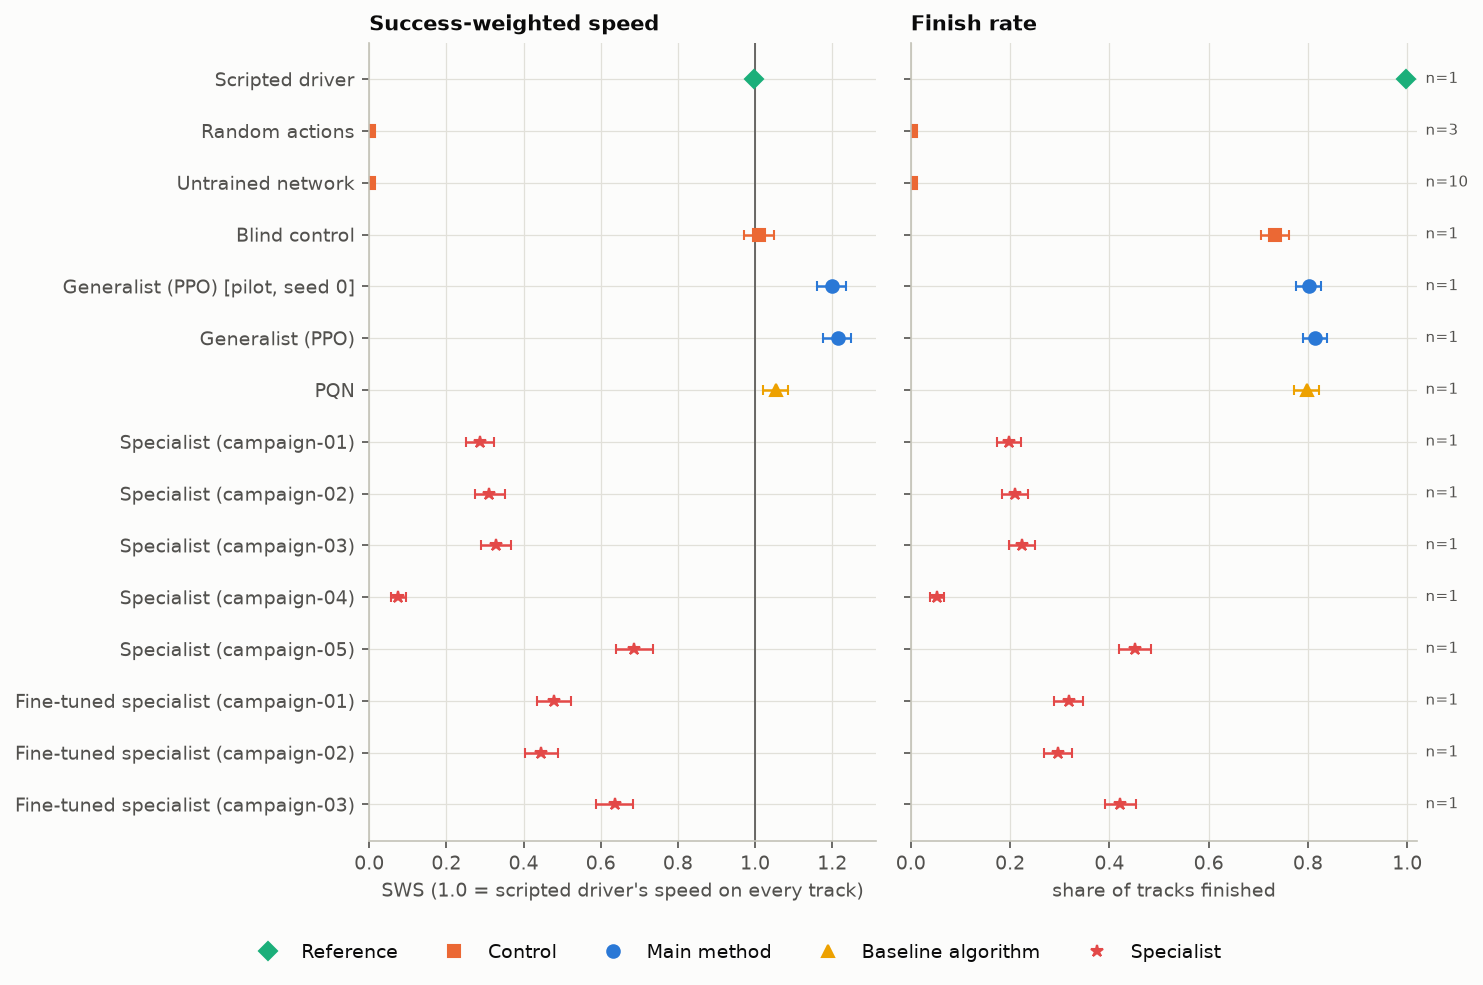 Success-weighted speed
Finish rate
Scripted driver
n=1
Random actions
n=3
Untrained network
n=10
Blind control
n=1
Generalist (PPO) [pilot, seed 0]
n=1
Generalist (PPO)
n=1
PQN
n=1
Specialist (campaign-01)
n=1
Specialist (campaign-02)
n=1
Specialist (campaign-03)
n=1
Specialist (campaign-04)
n=1
Specialist (campaign-05)
n=1
Fine-tuned specialist (campaign-01)
n=1
Fine-tuned specialist (campaign-02)
n=1
Fine-tuned specialist (campaign-03)
n=1
0.0 0.2 0.4 0.6 0.8 1.0 1.2
0.0 0.2 0.4 0.6 0.8 1.0
SWS (1.0 = scripted driver's speed on every track)
share of tracks finished
Reference Control Main method Baseline algorithm Specialist